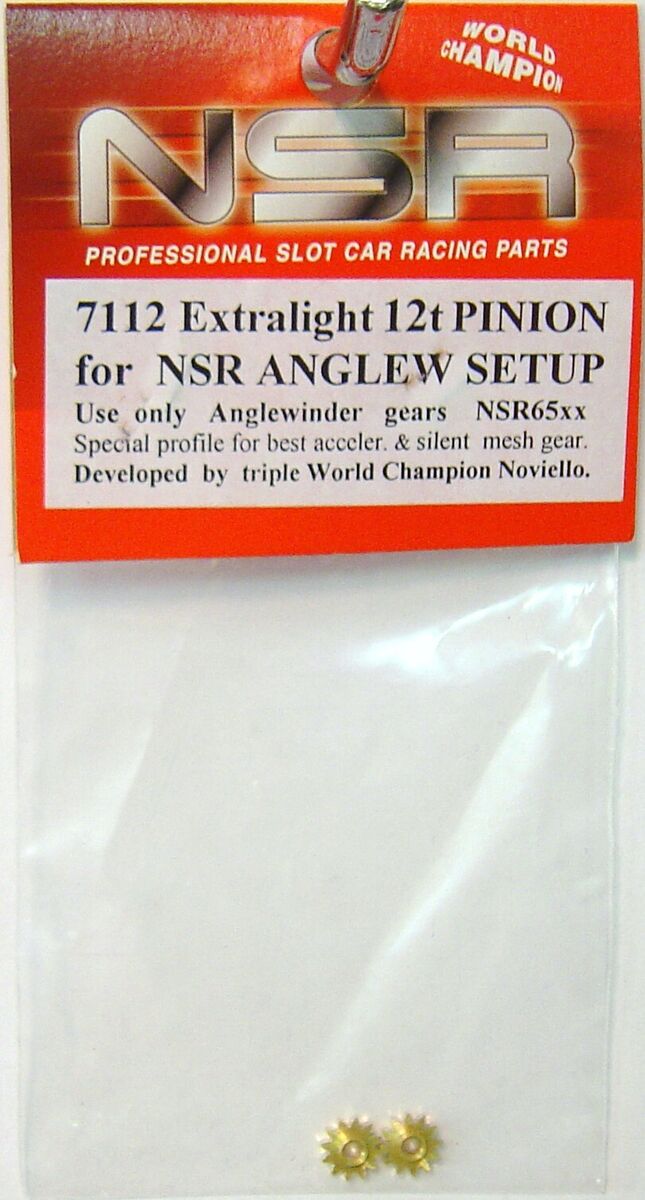 WORLD
CHAMPION
NSR
PROFESSIONAL SLOT CAR RACING PARTS
7112 Extralight 12t PINION
for NSR ANGLEW SETUP
Use only Anglewinder gears NSR65xx
Special profile for best acceler. & silent mesh gear.
Developed by triple World Champion Noviello.